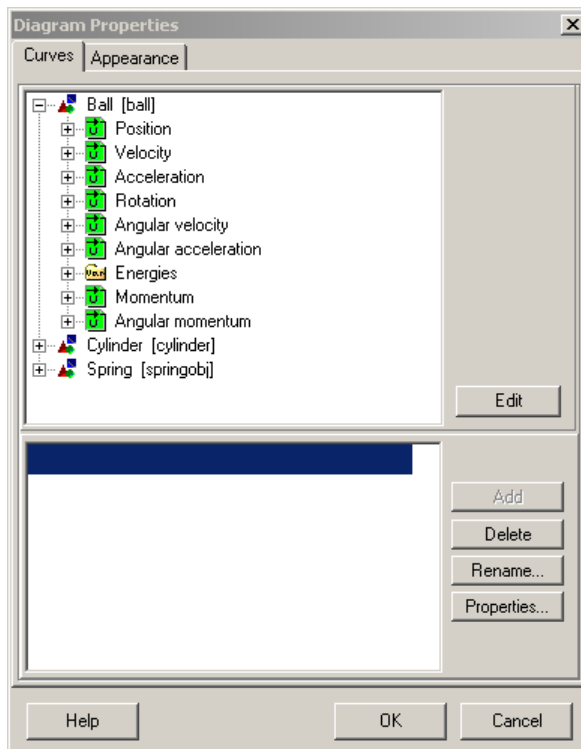 Diagram Properties
Curves
Appearance
Ball [ball]
Position
Velocity
Acceleration
Rotation
Angular velocity
Angular acceleration
Energies
Momentum
Angular momentum
Cylinder [cylinder]
Spring [springobj]
Edit
Add
Delete
Rename...
Properties...
Help
OK
Cancel